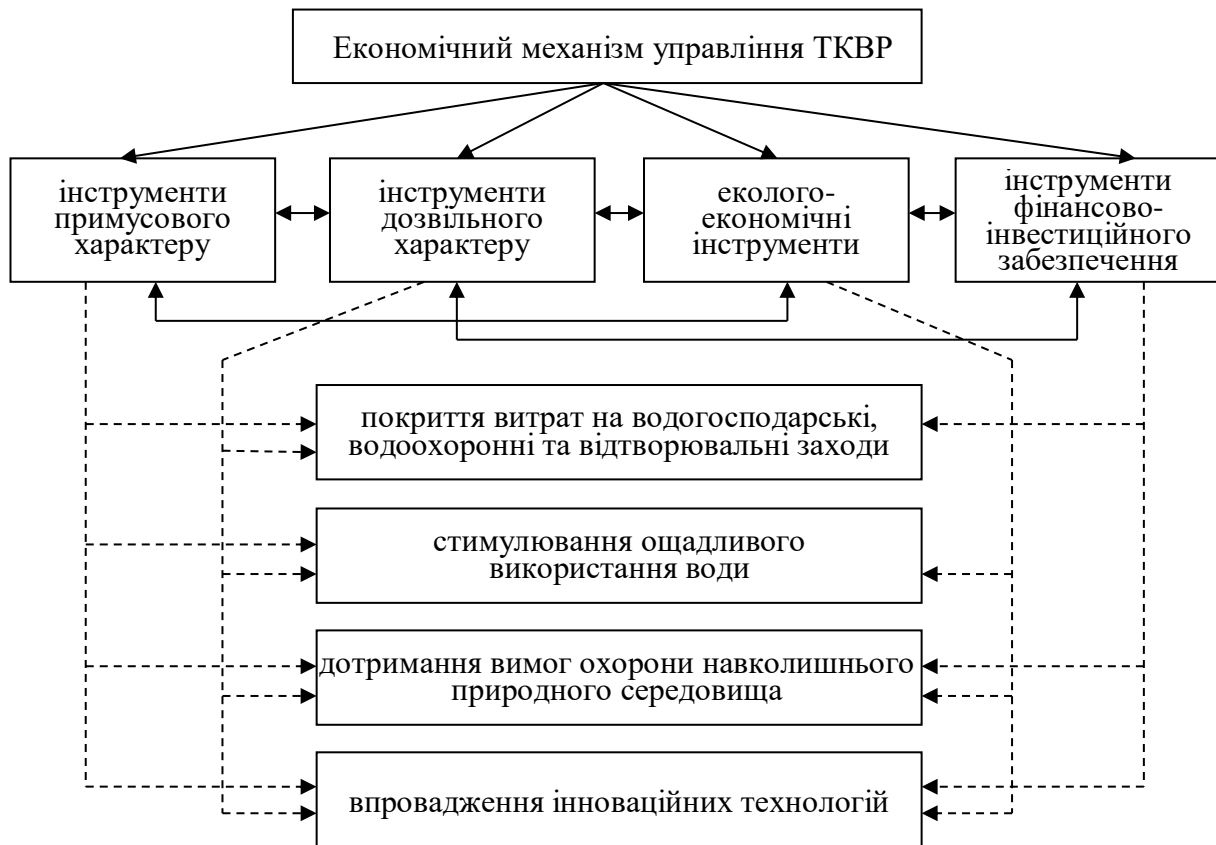 Економічний механізм управління ТКВР
інструменти
примусового
характеру
інструменти
дозвільного
характеру
еколого-
економічні
інструменти
інструменти
фінансово-
інвестиційного
забезпечення
покриття витрат на водогосподарські,
водоохоронні та відтворювальні заходи
стимулювання ощадливого
використання води
дотримання вимог охорони навколишнього
природного середовища
впровадження інноваційних технологій